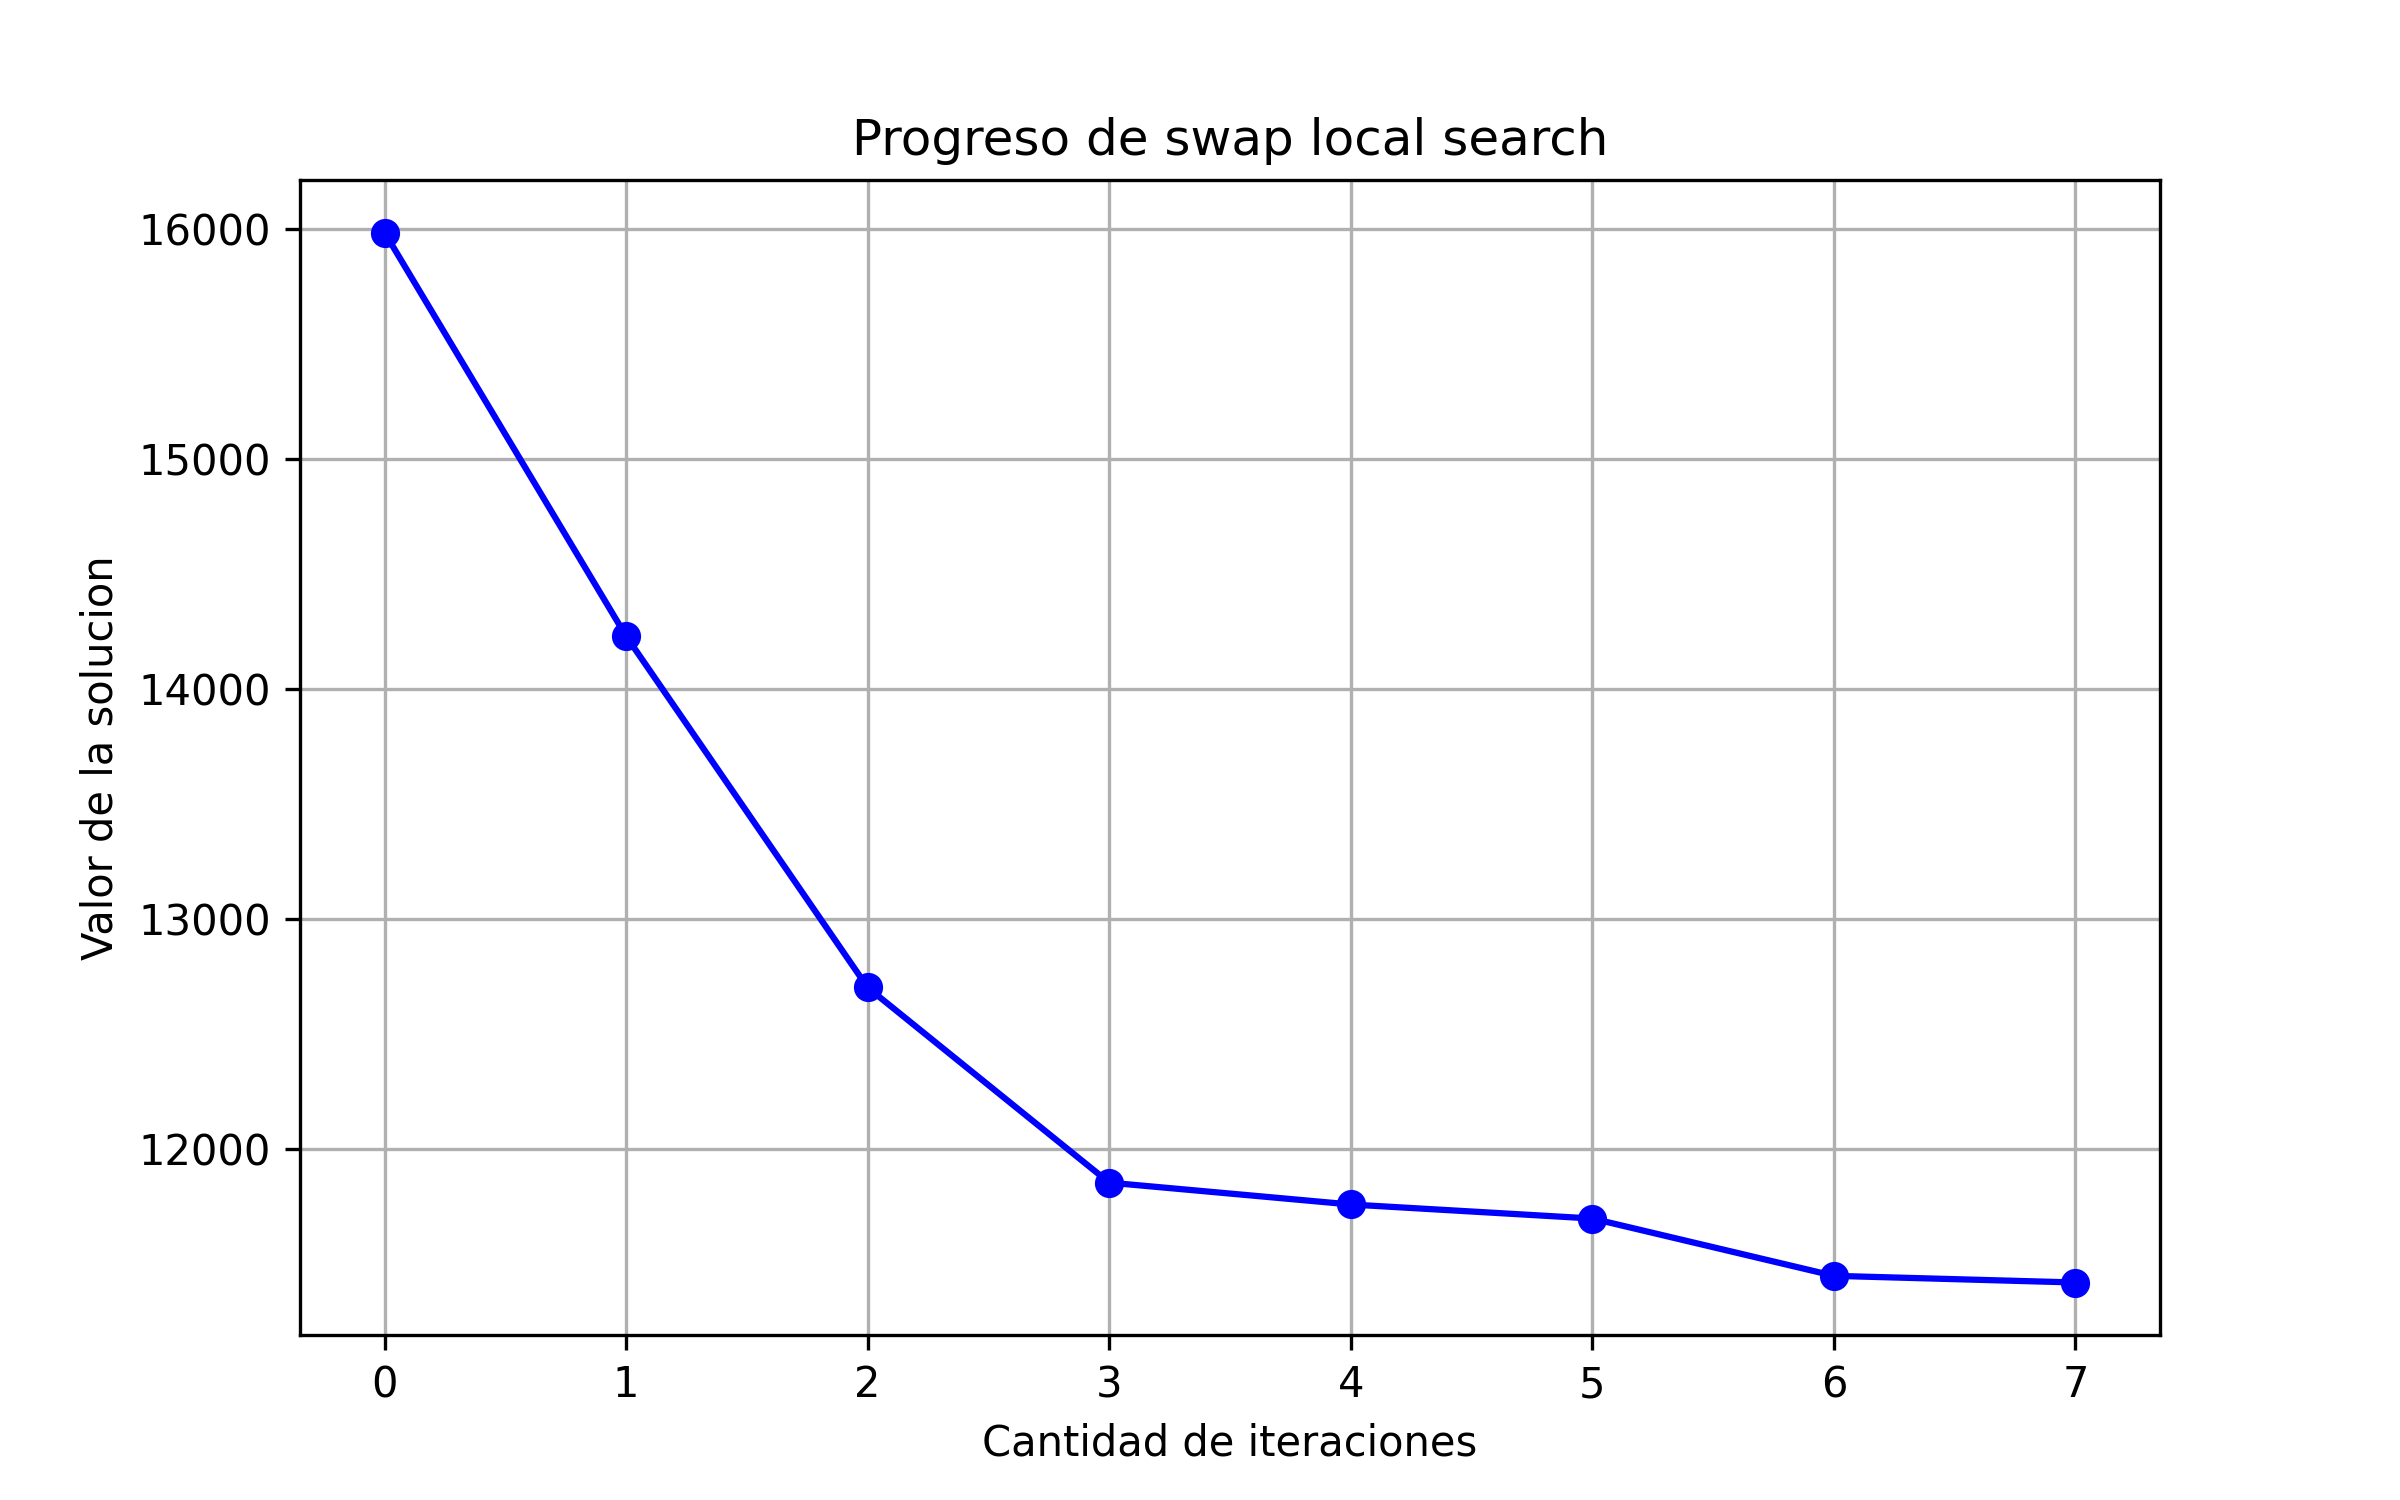 Progreso de swap local search
16000
15000
14000
13000
12000
Valor de la solucion
0 1 2 3 4 5 6 7
Cantidad de iteraciones